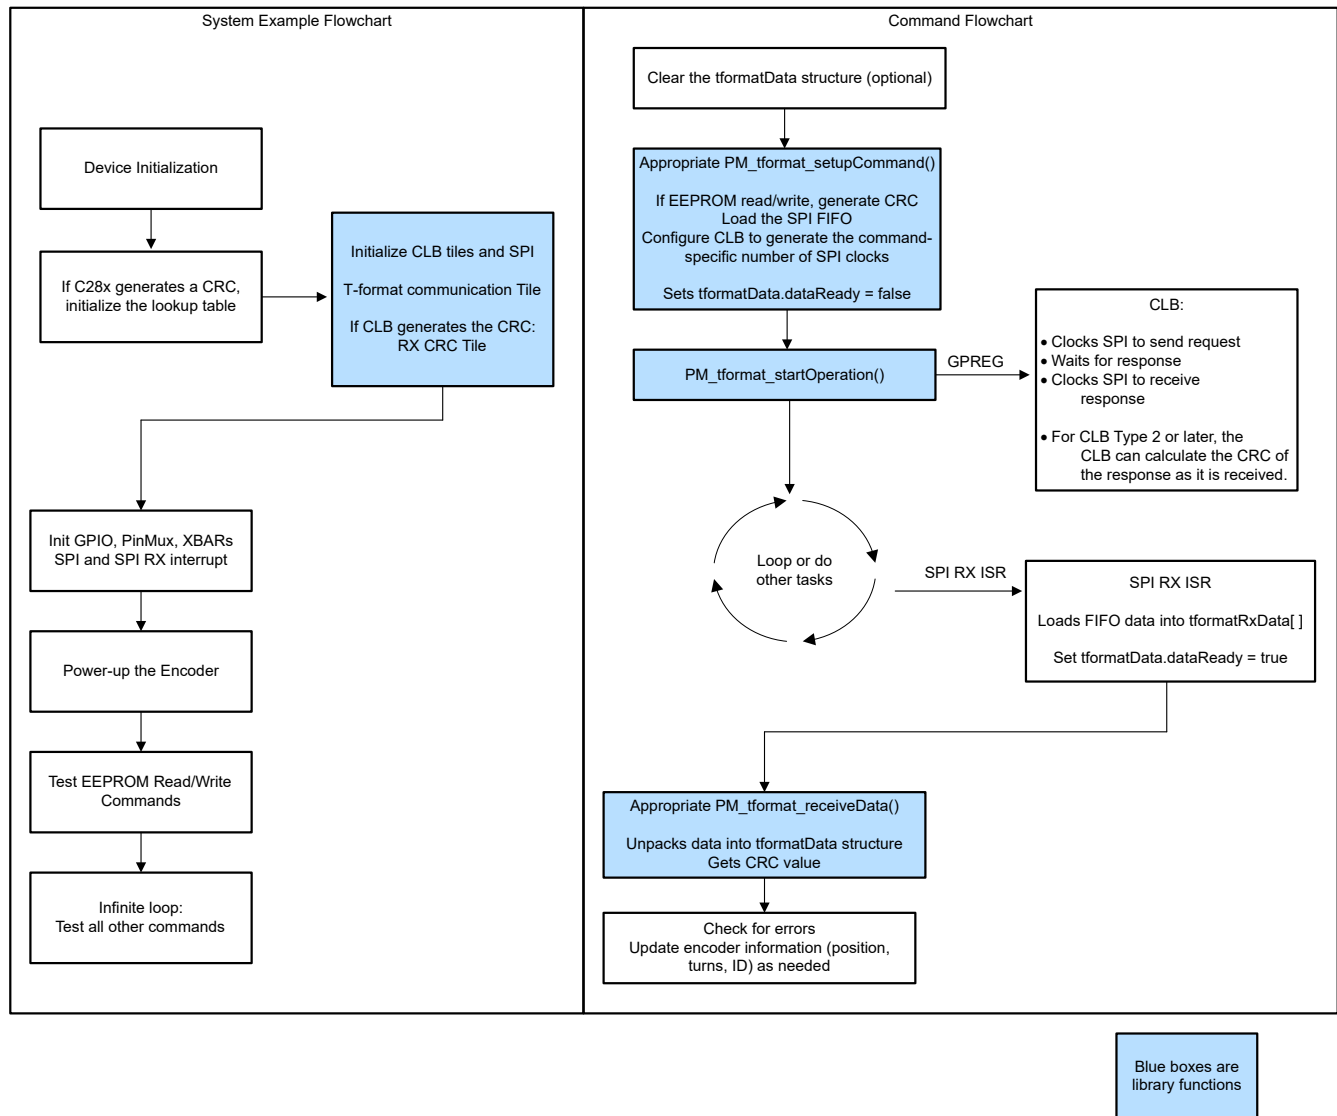 System Example Flowchart
Device Initialization
If C28x generates a CRC,
initialize the lookup table
Initialize CLB tiles and SPI
T-format communication Tile
If CLB generates the CRC:
RX CRC Tile
Init GPIO, PinMux, XBARs
SPI and SPI RX interrupt
Power-up the Encoder
Test EEPROM Read/Write
Commands
Infinite loop:
Test all other commands
Command Flowchart
Clear the tformatData structure (optional)
Appropriate PM_tformat_setupCommand()
If EEPROM read/write, generate CRC
Load the SPI FIFO
Configure CLB to generate the command-
specific number of SPI clocks
Sets tformatData.dataReady = false
PM_tformat_startOperation()
GPREG
CLB:
• Clocks SPI to send request
• Waits for response
• Clocks SPI to receive
response
• For CLB Type 2 or later, the
CLB can calculate the CRC of
the response as it is received.
Loop or do
other tasks
SPI RX ISR
SPI RX ISR
Loads FIFO data into tformatRxData[ ]
Set tformatData.dataReady = true
Appropriate PM_tformat_receiveData()
Unpacks data into tformatData structure
Gets CRC value
Check for errors
Update encoder information (position,
turns, ID) as needed
Blue boxes are
library functions